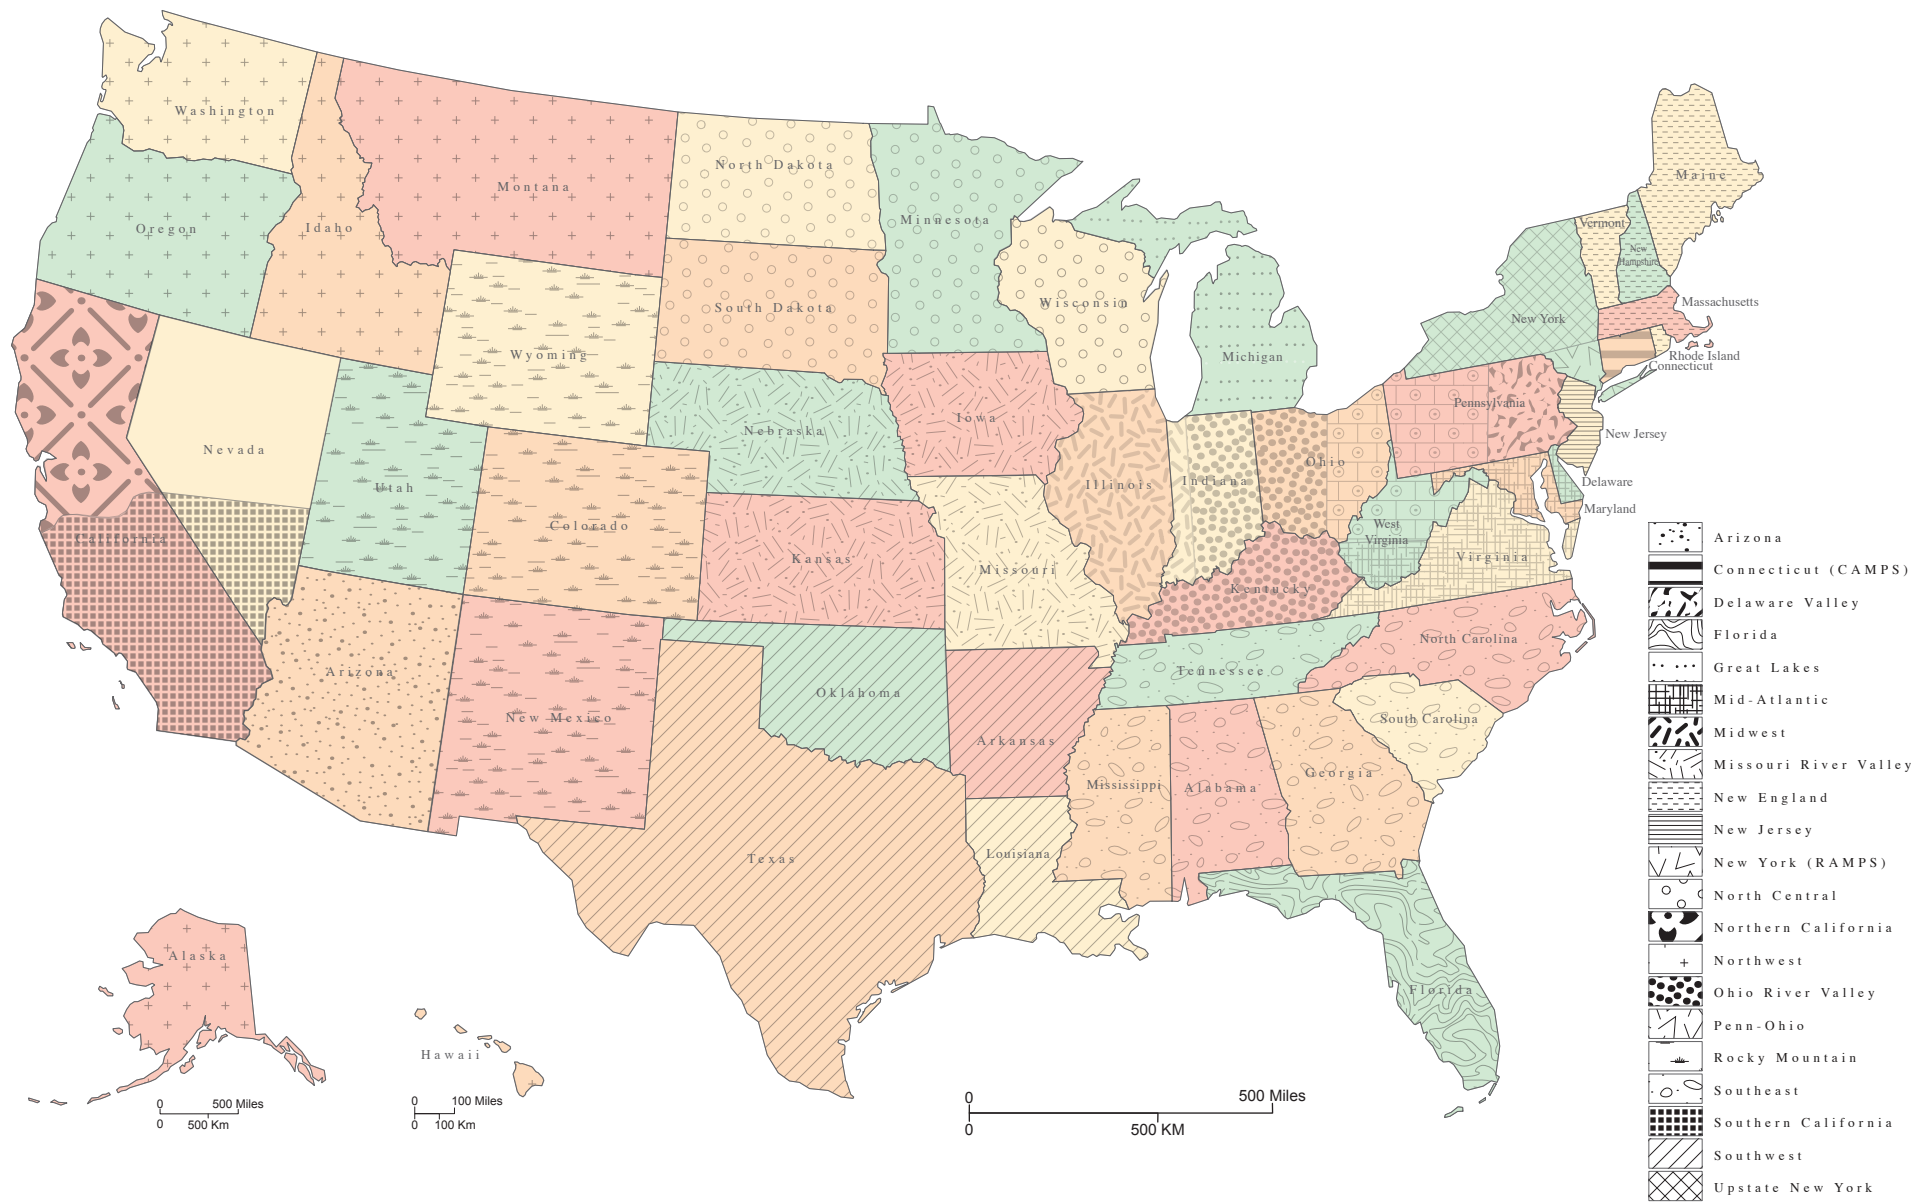 Washington
Montana
North Dakota
Minnesota
Maine
Oregon
Idaho
Vermont
New
Hampshire
South Dakota
Wisconsin
Massachusetts
New York
Wyoming
Michigan
Rhode Island
Connecticut
Nebraska
Iowa
Pennsylvania
New Jersey
Nevada
Utah
Illinois
Indiana
Ohio
Delaware
Maryland
California
Colorado
Kansas
Missouri
West
Virginia
Virginia
Kentucky
North Carolina
Arizona
New Mexico
Oklahoma
Tennessee
Arkansas
South Carolina
Mississippi
Alabama
Georgia
Texas
Louisiana
Florida
Alaska
Hawaii
0 500 Miles
0 500 Km
0 100 Miles
0 100 Km
0 500 Miles
0 500 KM
Arizona
Connecticut (CAMPS)
Delaware Valley
Florida
Great Lakes
Mid-Atlantic
Midwest
Missouri River Valley
New England
New Jersey
New York (RAMPS)
North Central
Northern California
Northwest
Ohio River Valley
Penn-Ohio
Rocky Mountain
Southeast
Southern California
Southwest
Upstate New York